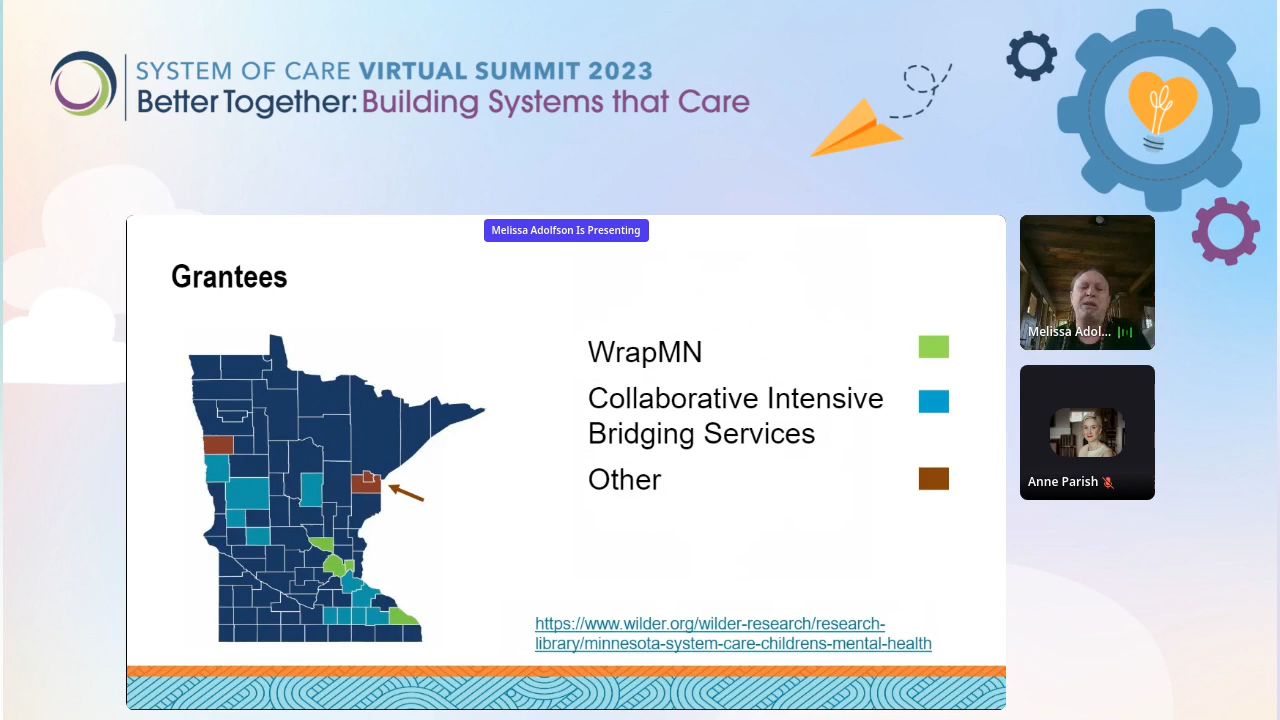 SYSTEM OF CARE VIRTUAL SUMMIT 2023
Better Together: Building Systems that Care
Melissa Adolfson Is Presenting
Grantees
WrapMN
Collaborative Intensive
Bridging Services
Other
https://www.wilder.org/wilder-research/research-
library/minnesota-system-care-childrens-mental-health
Melissa Adol...
Anne Parish